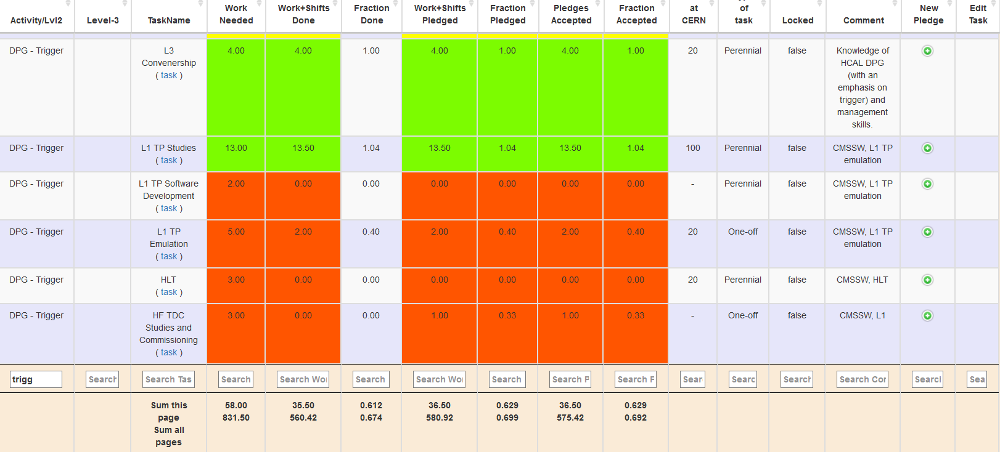 Activity/Lvl2 Level-3 TaskName Work Needed Work+Shifts Done Fraction Done Work+Shifts Pledged Fraction Pledged Pledges Accepted Fraction Accepted at CERN of task Locked Comment New Pledge Edit Task
DPG - Trigger L3 Convenership ( task ) 4.00 4.00 1.00 4.00 1.00 4.00 1.00 20 Perennial false Knowledge of HCAL DPG (with an emphasis on trigger) and management skills.
DPG - Trigger L1 TP Studies ( task ) 13.00 13.50 1.04 13.50 1.04 13.50 1.04 100 Perennial false CMSSW, L1 TP emulation
DPG - Trigger L1 TP Software Development ( task ) 2.00 0.00 0.00 0.00 0.00 0.00 0.00 - Perennial false CMSSW, L1 TP emulation
DPG - Trigger L1 TP Emulation ( task ) 5.00 2.00 0.40 2.00 0.40 2.00 0.40 20 One-off false CMSSW, L1 TP emulation
DPG - Trigger HLT ( task ) 3.00 0.00 0.00 0.00 0.00 0.00 0.00 20 Perennial false CMSSW, HLT
DPG - Trigger HF TDC Studies and Commissioning ( task ) 3.00 0.00 0.00 1.00 0.33 1.00 0.33 - One-off false CMSSW, L1
trigg Search Search Tas Search Search Wor Search Search Wor Search Search F Search F Sear Searc Search Search Cor Search Sea
Sum this page 58.00 35.50 0.612 36.50 0.629 36.50 0.629
Sum all pages 831.50 560.42 0.674 580.92 0.699 575.42 0.692